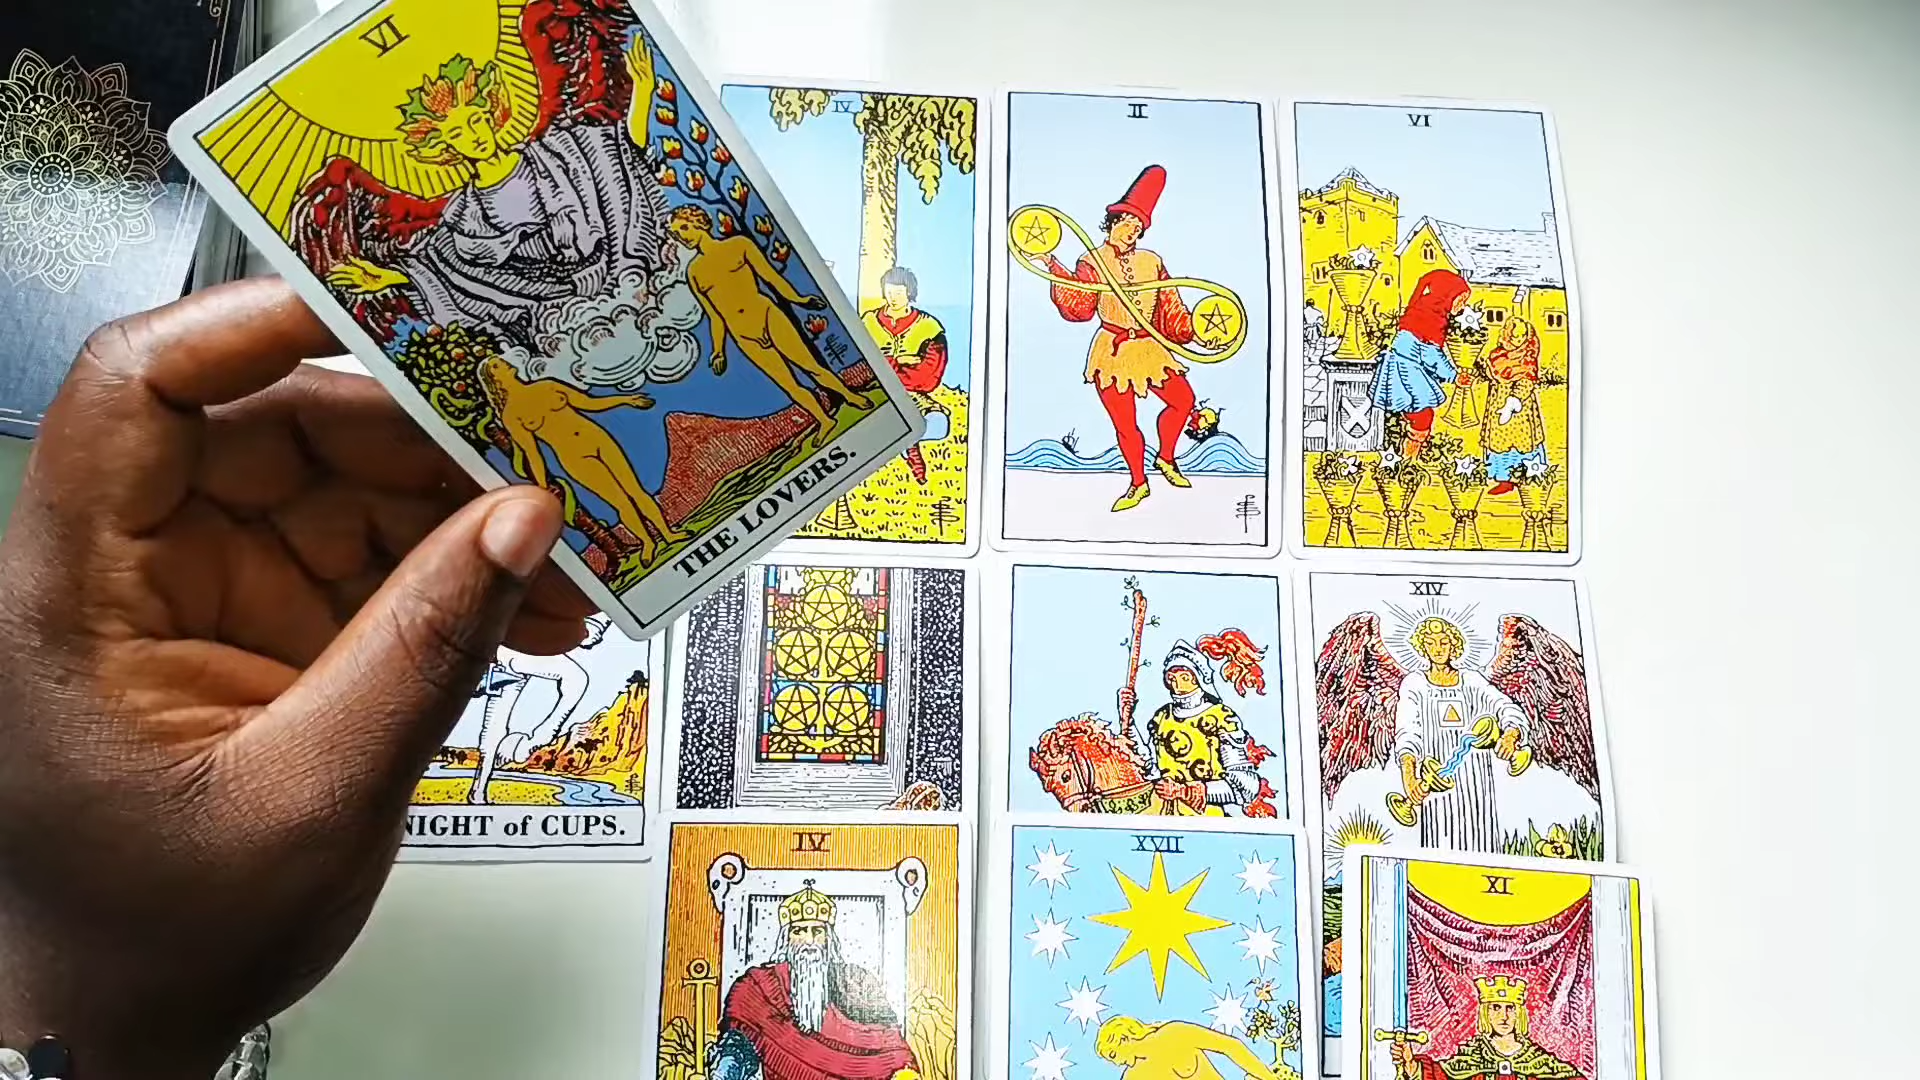 VI
THE LOVERS.
IV
II
VI
NIGHT of CUPS.
XIV
IV
XVII
XI